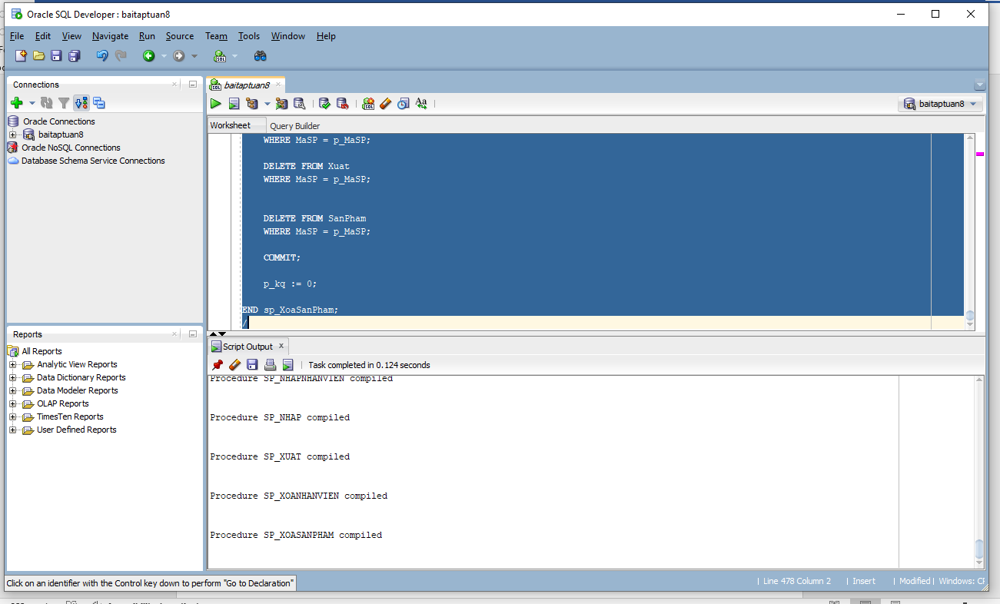 Oracle SQL Developer : baitaptuan8
File Edit View Navigate Run Source Team Tools Window Help
Connections
Oracle Connections
baitaptuan8
Oracle NoSQL Connections
Database Schema Service Connections
Reports
All Reports
Analytic View Reports
Data Dictionary Reports
Data Modeler Reports
OLAP Reports
TimesTen Reports
User Defined Reports
baitaptuan8
baitaptuan8
Worksheet Query Builder
WHERE MaSP = p_MaSP;
DELETE FROM Xuat
WHERE MaSP = p_MaSP;
DELETE FROM SanPham
WHERE MaSP = p_MaSP;
COMMIT;
p_kq := 0;
END sp_XoaSanPham;
/
Script Output
Task completed in 0.124 seconds
Procedure SP_NHAPNHANVIEN compiled
Procedure SP_NHAP compiled
Procedure SP_XUAT compiled
Procedure SP_XOANHANVIEN compiled
Procedure SP_XOASANPHAM compiled
Click on an identifier with the Control key down to perform "Go to Declaration"
Line 478 Column 2 Insert Modified Windows: